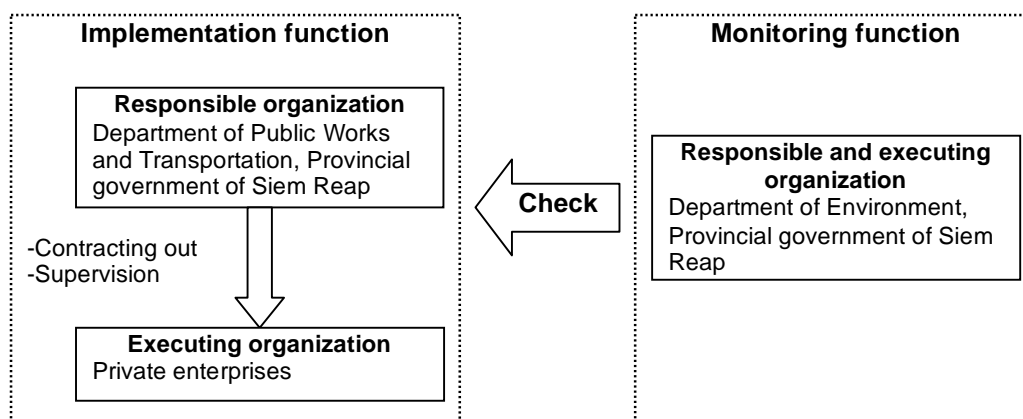 Implementation function
Responsible organization
Department of Public Works
and Transportation, Provincial
government of Siem Reap
-Contracting out
-Supervision
Executing organization
Private enterprises
Check
Monitoring function
Responsible and executing
organization
Department of Environment,
Provincial government of Siem
Reap